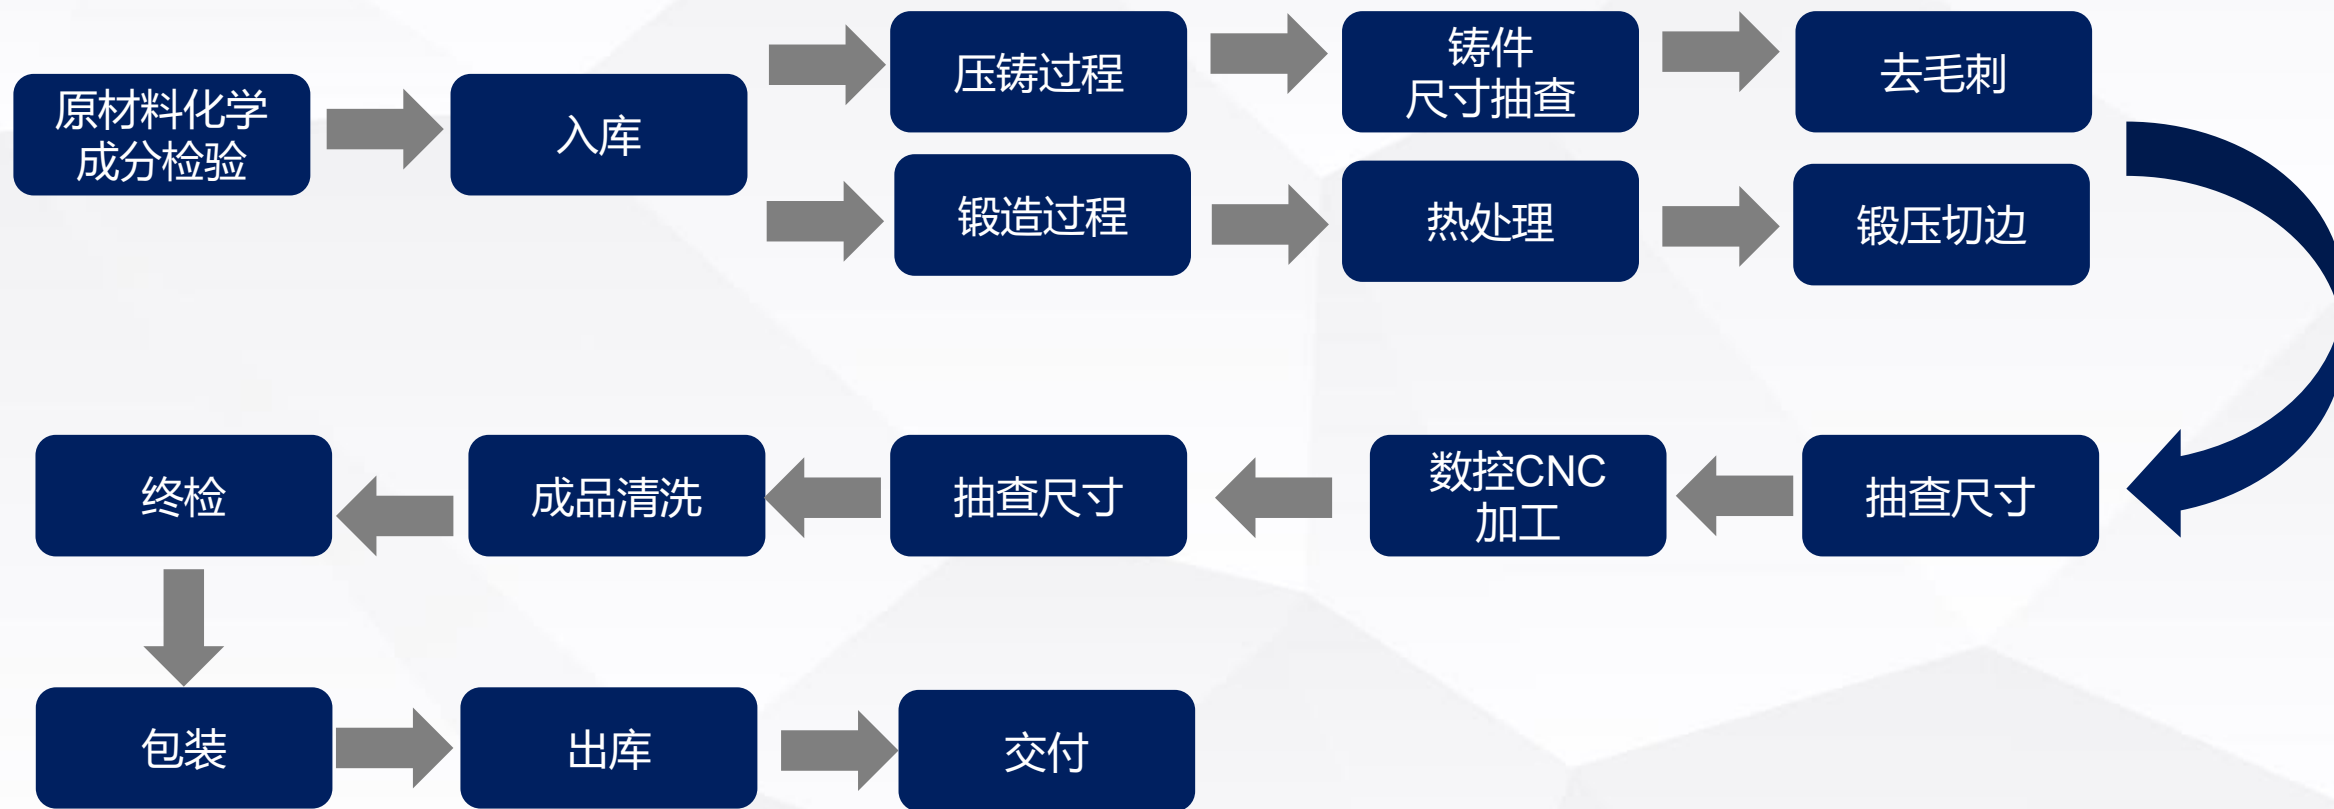 原材料化学
成分检验
入库
压铸过程
铸件
尺寸抽查
去毛刺
锻造过程
热处理
锻压切边
抽查尺寸
数控CNC
加工
抽查尺寸
成品清洗
终检
包装
出库
交付